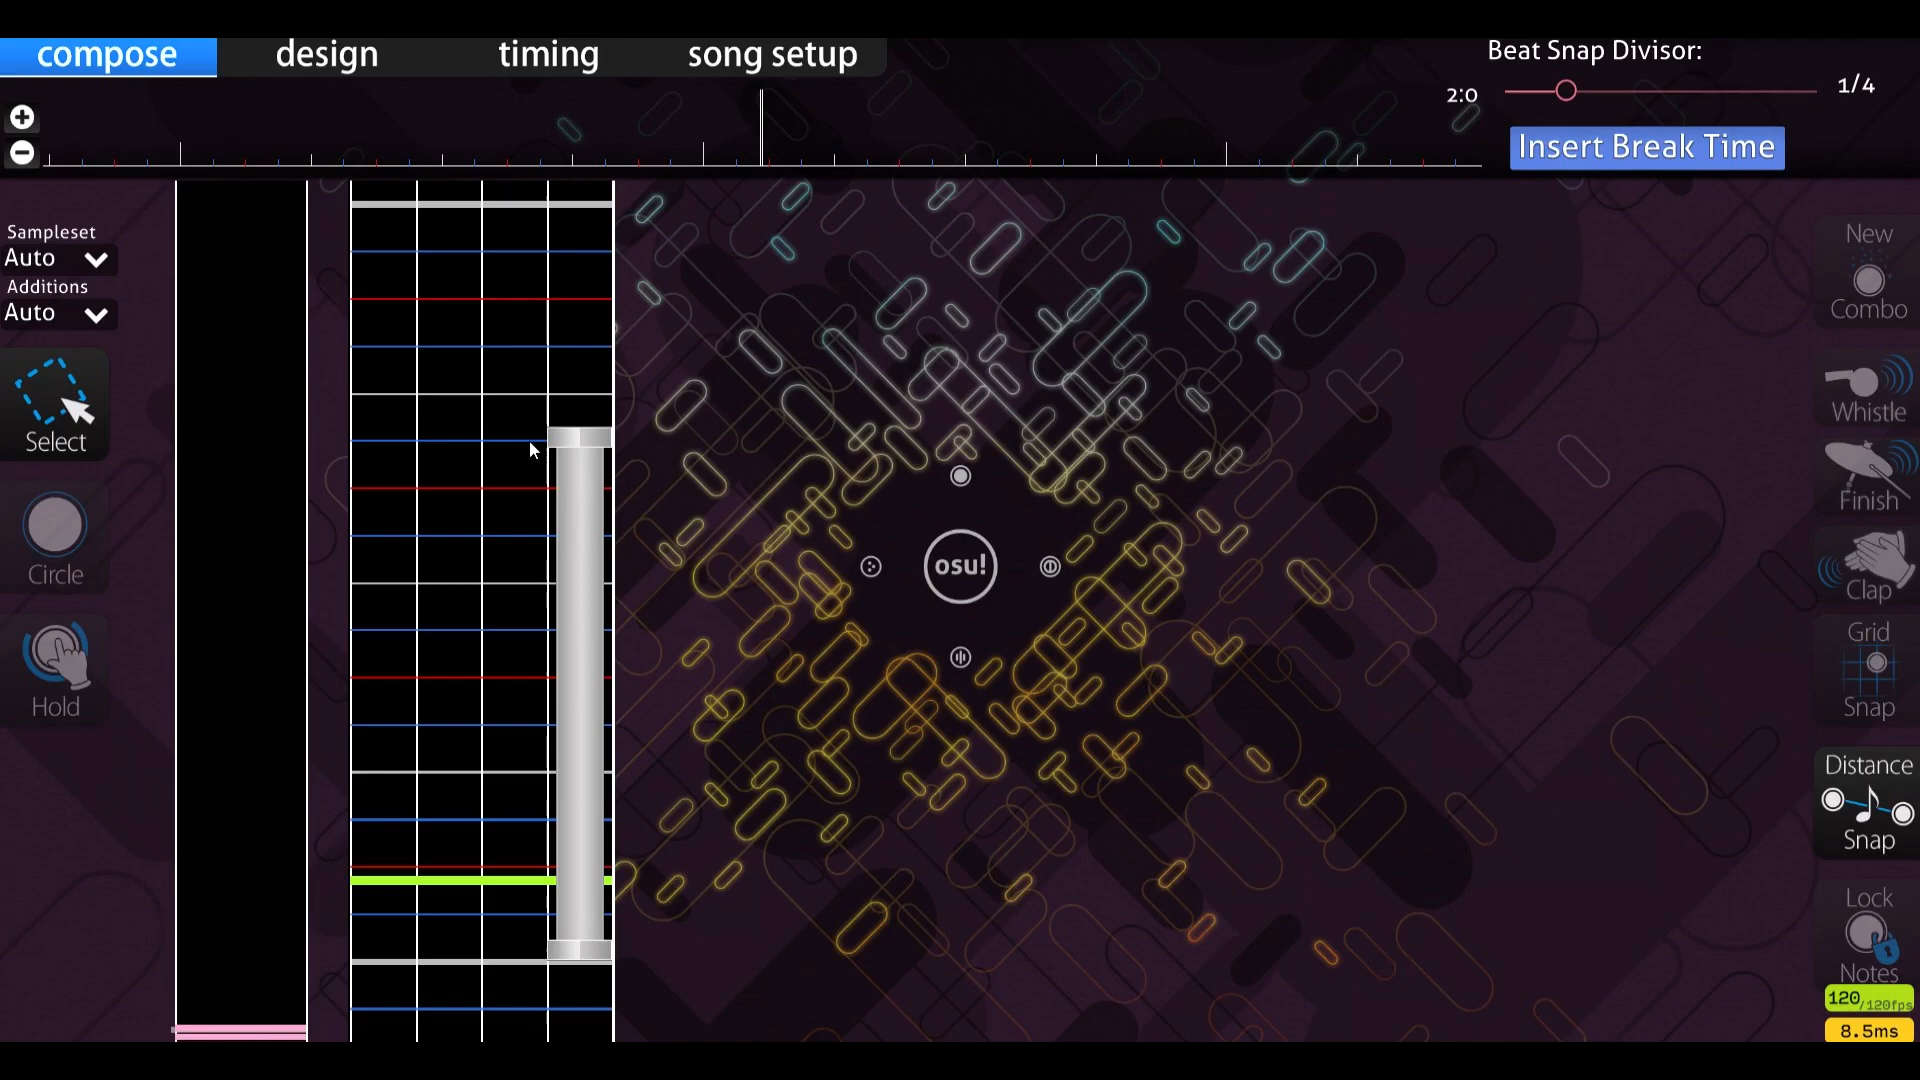 compose
design
timing
song setup
Beat Snap Divisor:
2:0
1/4
Insert Break Time
Sampleset
Auto
Additions
Auto
Select
Circle
Hold
osu!
New
Combo
Whistle
Finish
Clap
Grid
Snap
Distance
Snap
Lock
Notes
120/120fps
8.5ms